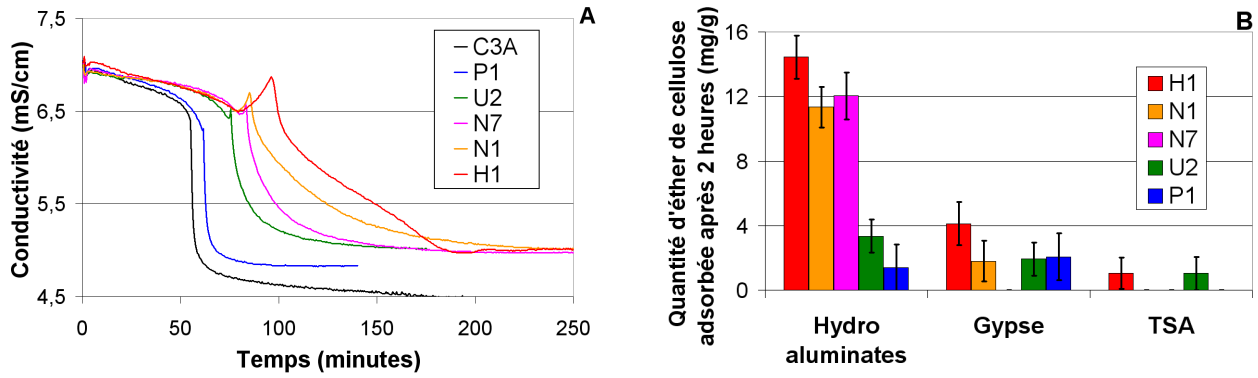 A
7,5
6,5
5,5
4,5
Conductivité (mS/cm)
C3A
P1
U2
N7
N1
H1
0
50
100
150
200
250
Temps (minutes)
B
Quantité d'éther de cellulose
adsorbée après 2 heures (mg/g)
16
12
8
4
0
H1
N1
N7
U2
P1
Hydro
aluminates
Gypse
TSA